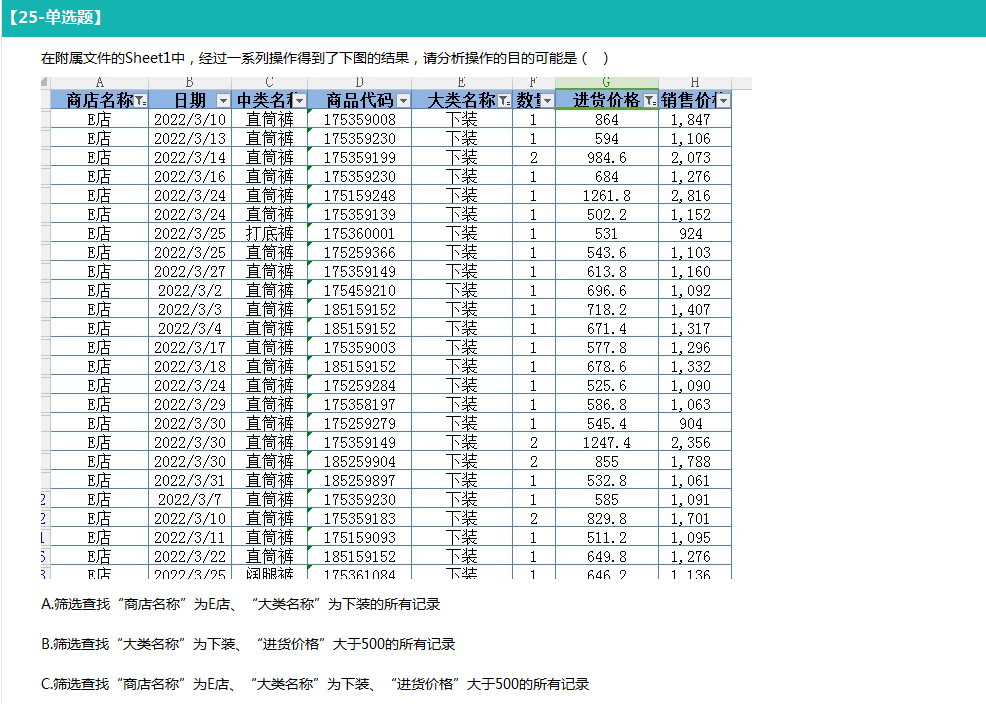 【25-单选题】
在附属文件的Sheet1中，经过一系列操作得到了下图的结果，请分析操作的目的可能是（ ）
A B C D E F G H
商店名称 日期 中类名称 商品代码 大类名称 数量 进货价格 销售价格
E店 2022/3/10 直筒裤 175359008 下装 1 864 1,847
E店 2022/3/13 直筒裤 175359230 下装 1 594 1,106
E店 2022/3/14 直筒裤 175359199 下装 2 984.6 2,073
E店 2022/3/16 直筒裤 175359230 下装 1 684 1,276
E店 2022/3/24 直筒裤 175159248 下装 1 1261.8 2,816
E店 2022/3/24 直筒裤 175359139 下装 1 502.2 1,152
E店 2022/3/25 打底裤 175360001 下装 1 531 924
E店 2022/3/25 直筒裤 175259366 下装 1 543.6 1,103
E店 2022/3/27 直筒裤 175359149 下装 1 613.8 1,160
E店 2022/3/2 直筒裤 175459210 下装 1 696.6 1,092
E店 2022/3/3 直筒裤 185159152 下装 1 718.2 1,407
E店 2022/3/4 直筒裤 185159152 下装 1 671.4 1,317
E店 2022/3/17 直筒裤 175359003 下装 1 577.8 1,296
E店 2022/3/18 直筒裤 185159152 下装 1 678.6 1,332
E店 2022/3/24 直筒裤 175259284 下装 1 525.6 1,090
E店 2022/3/29 直筒裤 175358197 下装 1 586.8 1,063
E店 2022/3/30 直筒裤 175259279 下装 1 545.4 904
E店 2022/3/30 直筒裤 175359149 下装 2 1247.4 2,356
E店 2022/3/30 直筒裤 185259904 下装 2 855 1,788
E店 2022/3/31 直筒裤 185259897 下装 1 532.8 1,061
2 E店 2022/3/7 直筒裤 175359230 下装 1 585 1,091
2 E店 2022/3/10 直筒裤 175359183 下装 2 829.8 1,701
1 E店 2022/3/11 直筒裤 175159093 下装 1 511.2 1,095
5 E店 2022/3/22 直筒裤 185159152 下装 1 649.8 1,276
3 E店 2022/3/25 阔腿裤 175361084 下装 1 646.2 1,136
A.筛选查找“商店名称”为E店、“大类名称”为下装的所有记录
B.筛选查找“大类名称”为下装、“进货价格”大于500的所有记录
C.筛选查找“商店名称”为E店、“大类名称”为下装、“进货价格”大于500的所有记录